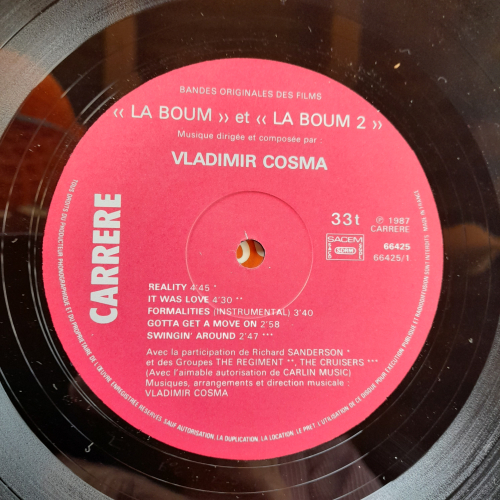 BANDES ORIGINALES DES FILMS
‹‹ LA BOUM ›› et ‹‹ LA BOUM 2 ››
Musique dirigée et composée par :
VLADIMIR COSMA
CARRERE
33t
℗ 1987
CARRERE
SACEM
SDRM
66425
66425/1
REALITY 4'45 *
IT WAS LOVE 4'30 **
FORMALITIES (INSTRUMENTAL) 3'40
GOTTA GET A MOVE ON 2'58
SWINGIN' AROUND 2'47 ***
Avec la participation de Richard SANDERSON *
et des Groupes THE REGIMENT **, THE CRUISERS ***
(Avec l'aimable autorisation de CARLIN MUSIC)
Musiques, arrangements et direction musicale :
VLADIMIR COSMA
TOUS DROITS DU PRODUCTEUR PHONOGRAPHIQUE ET DU PROPRIETAIRE DE L'ŒUVRE ENREGISTREE RESERVES. SAUF AUTORISATION, LA DUPLICATION, LA LOCATION, LE PRET, L'UTILISATION DE CE DISQUE POUR EXECUTION PUBLIQUE ET RADIODIFFUSION SONT INTERDITS.